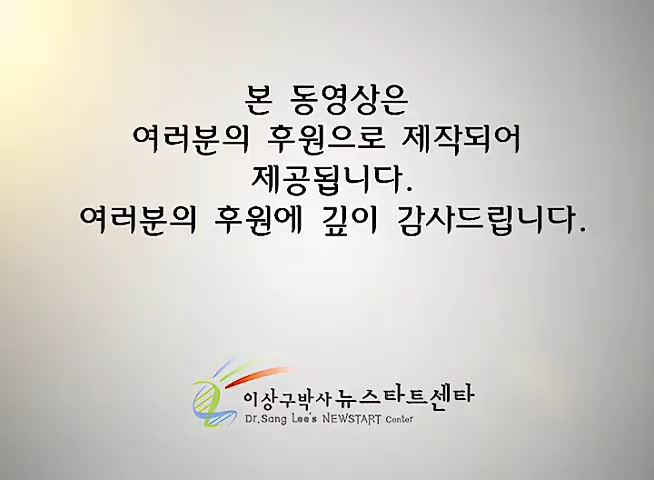 본 동영상은
여러분의 후원으로 제작되어
제공됩니다.
여러분의 후원에 깊이 감사드립니다.
이상구박사 뉴스타트센타
Dr.Sang Lee's NEWSTART Center